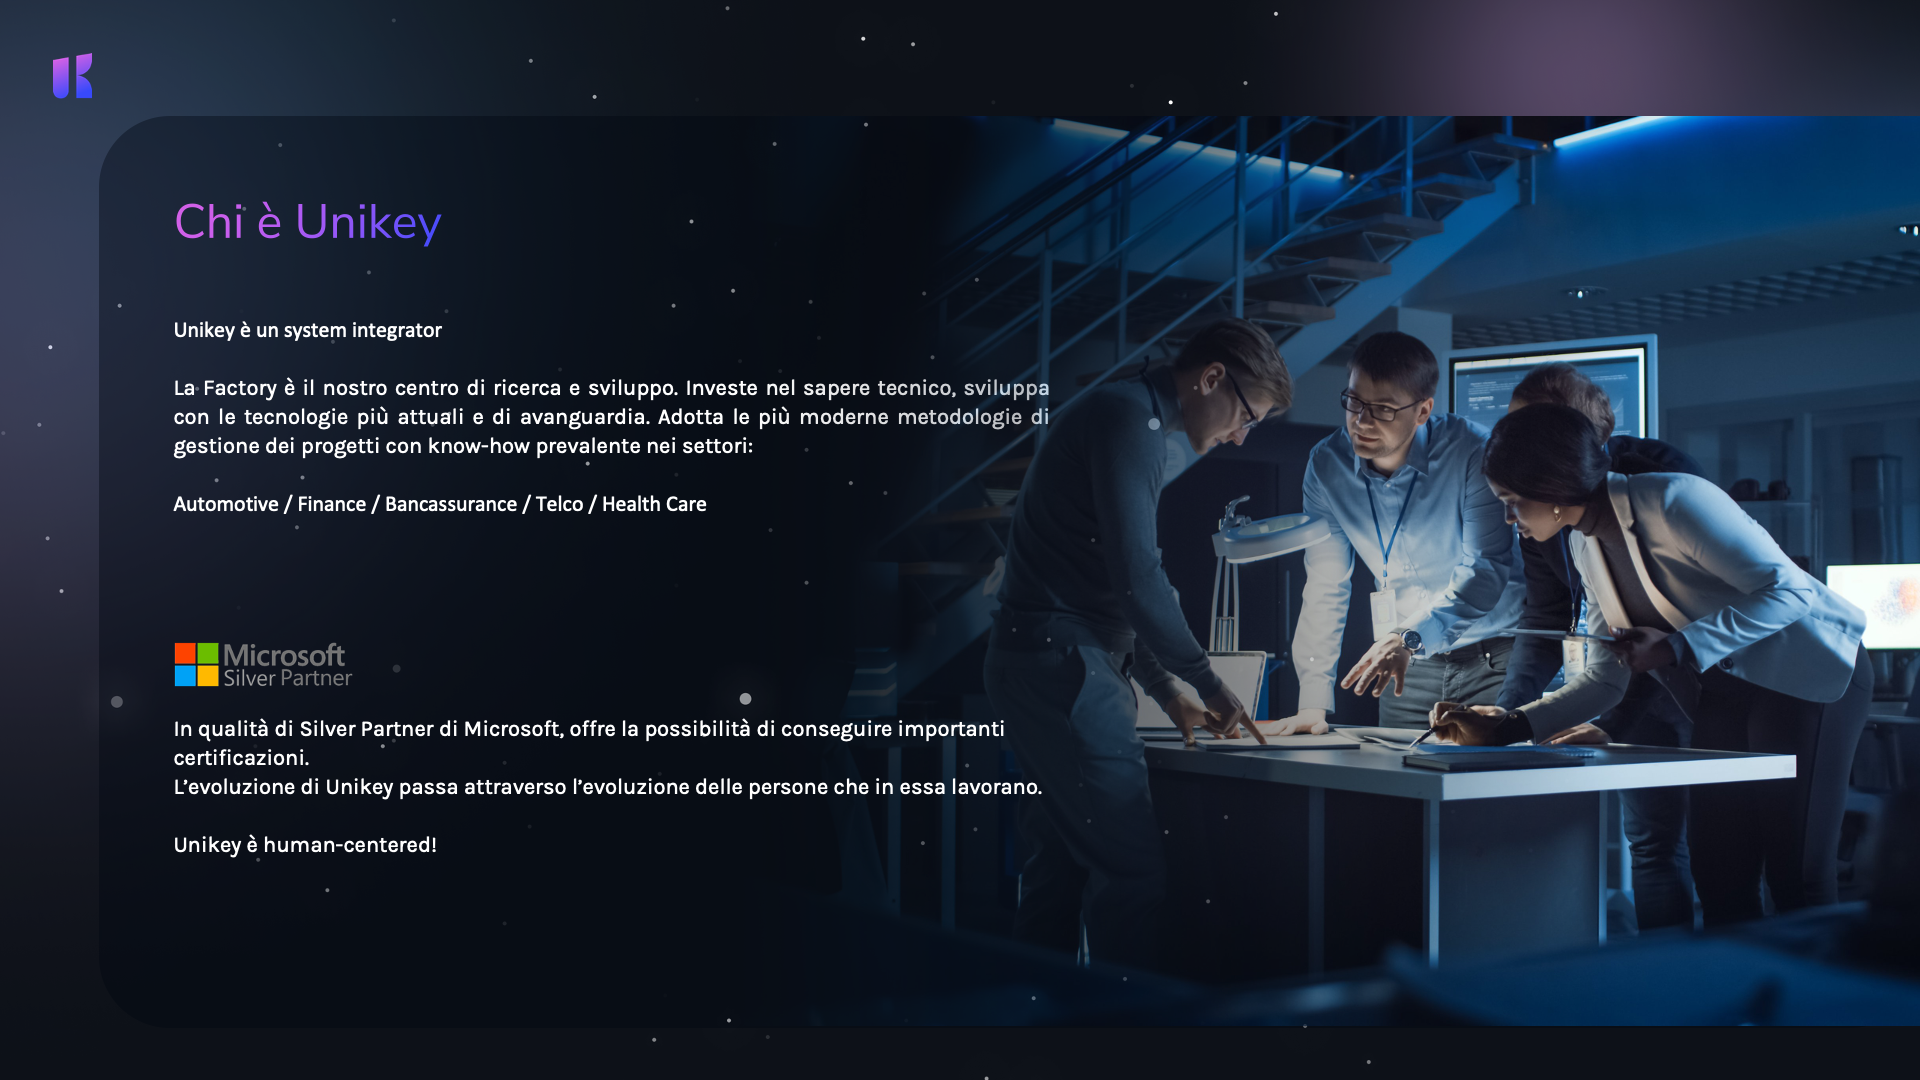 Chi è Unikey
Unikey è un system integrator
La Factory è il nostro centro di ricerca e sviluppo. Investe nel sapere tecnico, sviluppa
con le tecnologie più attuali e di avanguardia. Adotta le più moderne metodologie di
gestione dei progetti con know-how prevalente nei settori:
Automotive / Finance / Bancassurance / Telco / Health Care
Microsoft
Silver Partner
In qualità di Silver Partner di Microsoft, offre la possibilità di conseguire importanti
certificazioni.
L’evoluzione di Unikey passa attraverso l’evoluzione delle persone che in essa lavorano.
Unikey è human-centered!